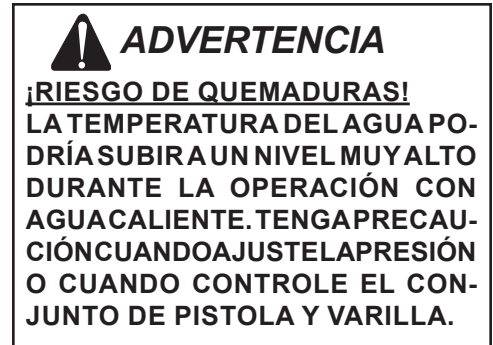 ADVERTENCIA
¡RIESGO DE QUEMADURAS!
LA TEMPERATURA DEL AGUA PO-
DRÍA SUBIR A UN NIVEL MUY ALTO
DURANTE LA OPERACIÓN CON
AGUA CALIENTE. TENGA PRECAU-
CIÓN CUANDO AJUSTE LA PRESIÓN
O CUANDO CONTROLE EL CON-
JUNTO DE PISTOLA Y VARILLA.